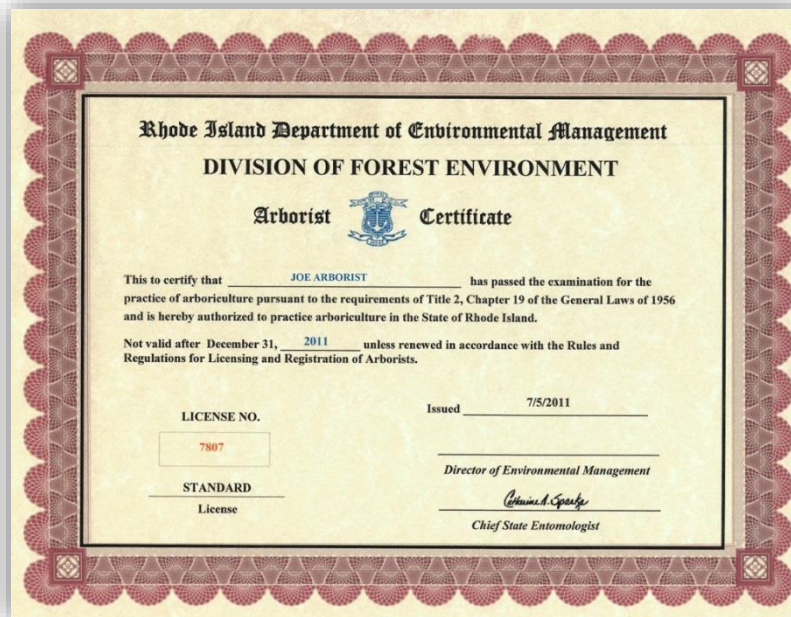 Rhode Island Department of Environmental Management
DIVISION OF FOREST ENVIRONMENT
Arborist Certificate
This to certify that JOE ARBORIST has passed the examination for the
practice of arboriculture pursuant to the requirements of Title 2, Chapter 19 of the General Laws of 1956
and is hereby authorized to practice arboriculture in the State of Rhode Island.
Not valid after December 31, 2011 unless renewed in accordance with the Rules and
Regulations for Licensing and Registration of Arborists.
LICENSE NO.
7807
STANDARD
License
Issued 7/5/2011
Director of Environmental Management
Catherine A. Sparks
Chief State Entomologist